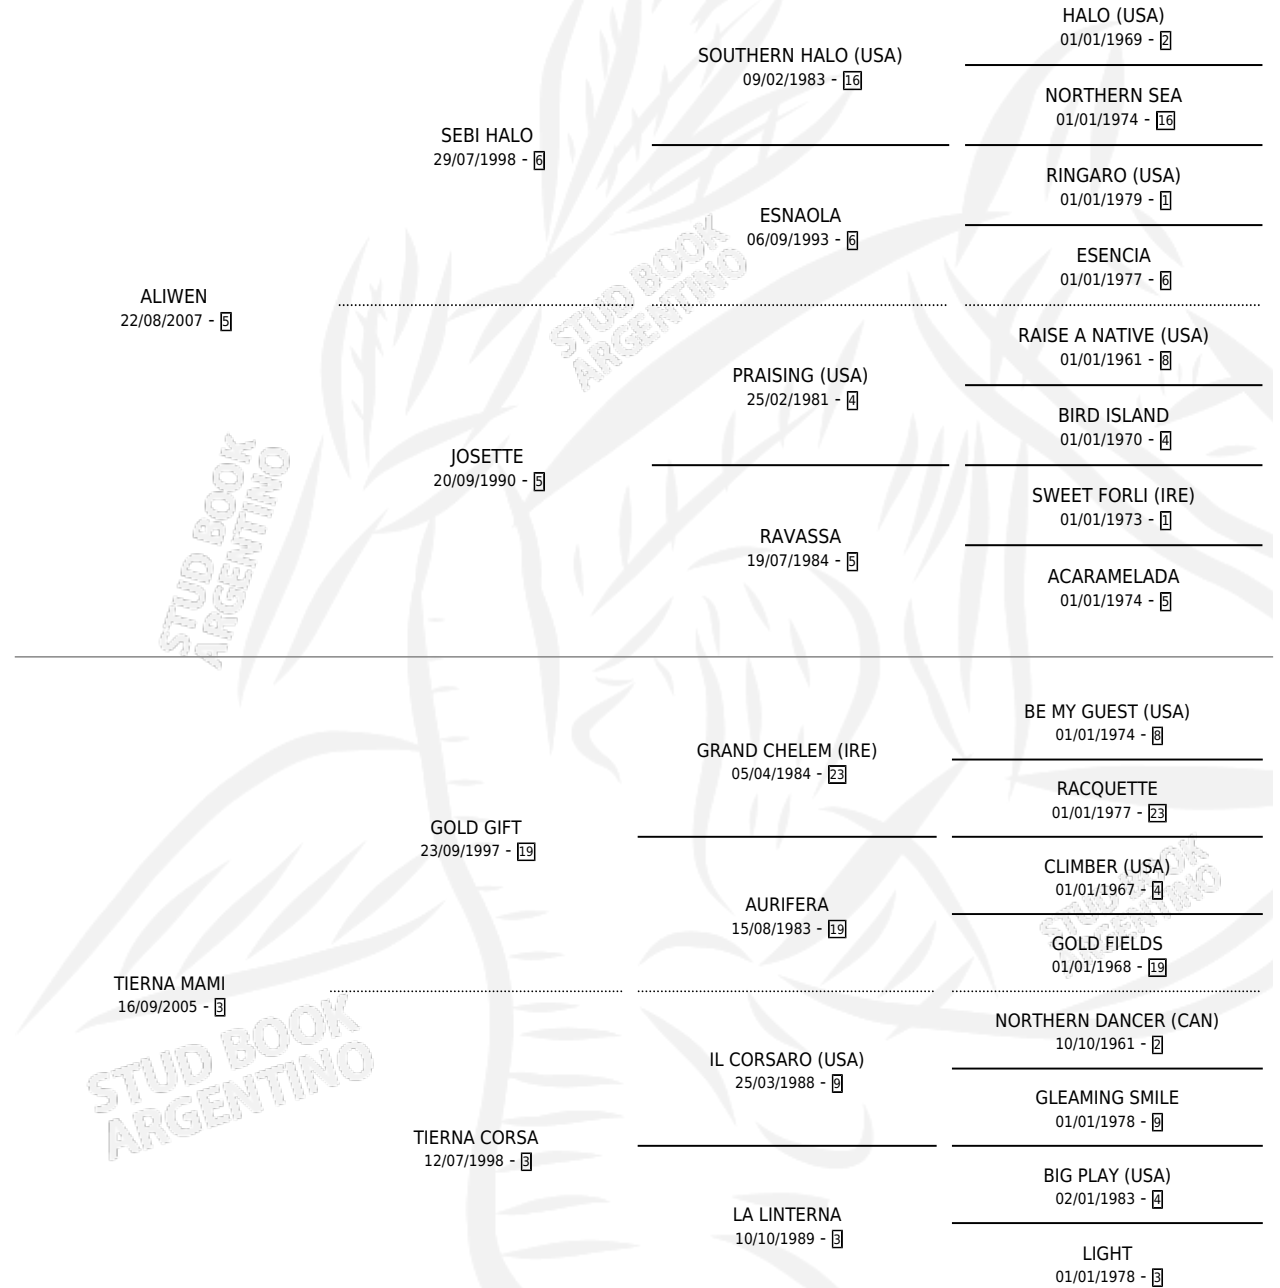 HALO (USA)
01/01/1969 - 2
SOUTHERN HALO (USA)
09/02/1983 - 16
NORTHERN SEA
01/01/1974 - 16
SEBI HALO
29/07/1998 - 6
RINGARO (USA)
01/01/1979 - 1
ESNAOLA
06/09/1993 - 6
ESENCIA
01/01/1977 - 6
ALIWEN
22/08/2007 - 5
STUD BOOK
ARGENTINO
RAISE A NATIVE (USA)
01/01/1961 - 8
PRAISING (USA)
25/02/1981 - 4
BIRD ISLAND
01/01/1970 - 4
JOSETTE
20/09/1990 - 5
SWEET FORLI (IRE)
01/01/1973 - 1
RAVASSA
19/07/1984 - 5
ACARAMELADA
01/01/1974 - 5
STUD BOOK
ARGENTINO
BE MY GUEST (USA)
01/01/1974 - 8
GRAND CHELEM (IRE)
05/04/1984 - 23
RACQUETTE
01/01/1977 - 23
GOLD GIFT
23/09/1997 - 19
CLIMBER (USA)
01/01/1967 - 4
AURIFERA
15/08/1983 - 19
GOLD FIELDS
01/01/1968 - 19
STUD BOOK
ARGENTINO
TIERNA MAMI
16/09/2005 - 3
NORTHERN DANCER (CAN)
10/10/1961 - 2
IL CORSARO (USA)
25/03/1988 - 9
GLEAMING SMILE
01/01/1978 - 9
STUD BOOK
ARGENTINO
TIERNA CORSA
12/07/1998 - 3
BIG PLAY (USA)
02/01/1983 - 4
LA LINTERNA
10/10/1989 - 3
LIGHT
01/01/1978 - 3